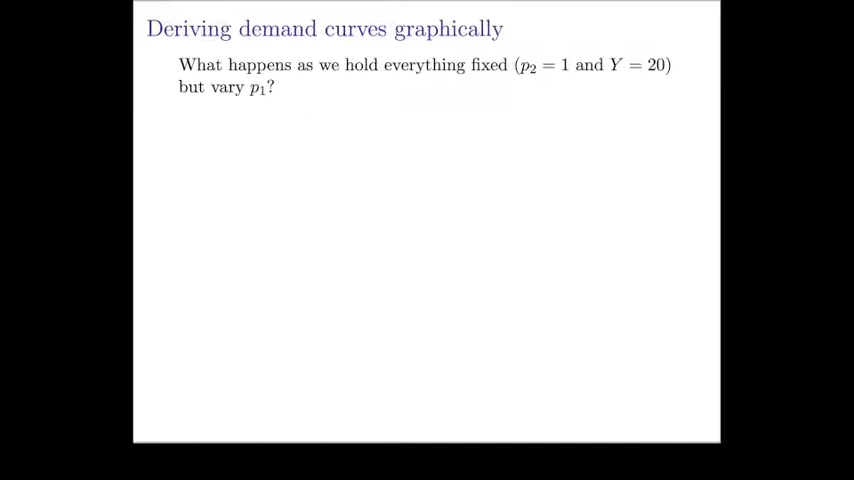 Deriving demand curves graphically
What happens as we hold everything fixed (p₂ = 1 and Y = 20)
but vary p₁?